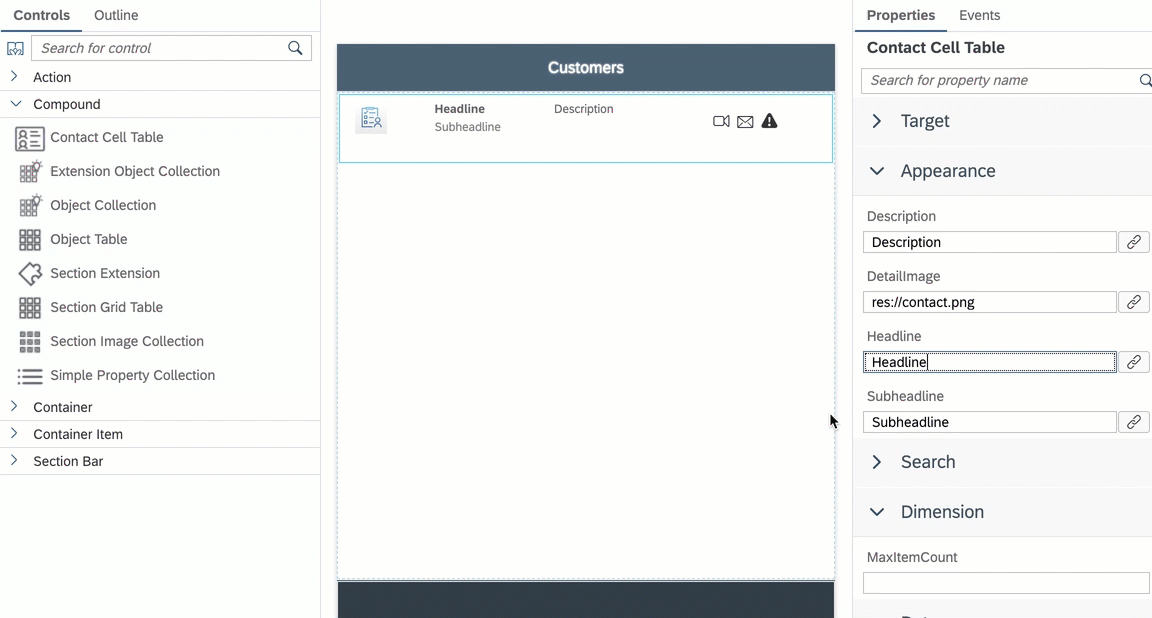 Controls
Outline
Search for control
Action
Compound
Contact Cell Table
Extension Object Collection
Object Collection
Object Table
Section Extension
Section Grid Table
Section Image Collection
Simple Property Collection
Container
Container Item
Section Bar
Customers
Headline
Description
Subheadline
Properties
Events
Contact Cell Table
Search for property name
Target
Appearance
Description
Description
DetailImage
res://contact.png
Headline
Headline
Subheadline
Subheadline
Search
Dimension
MaxItemCount